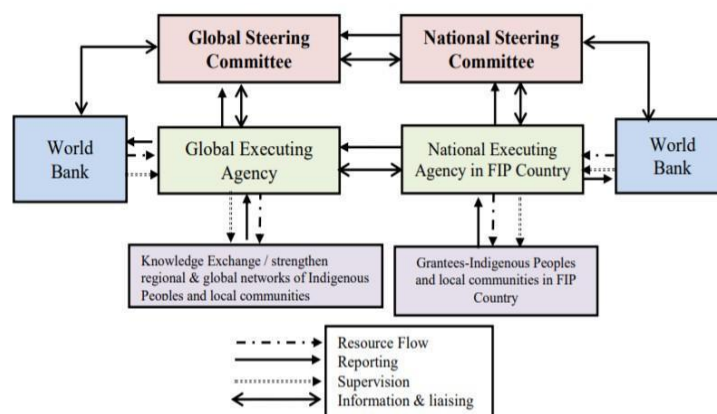 Global Steering
Committee
National Steering
Committee
World
Bank
Global Executing
Agency
National Executing
Agency in FIP Country
World
Bank
Knowledge Exchange / strengthen
regional & global networks of Indigenous
Peoples and local communities
Grantees-Indigenous Peoples
and local communities in FIP
Country
Resource Flow
Reporting
Supervision
Information & liaising